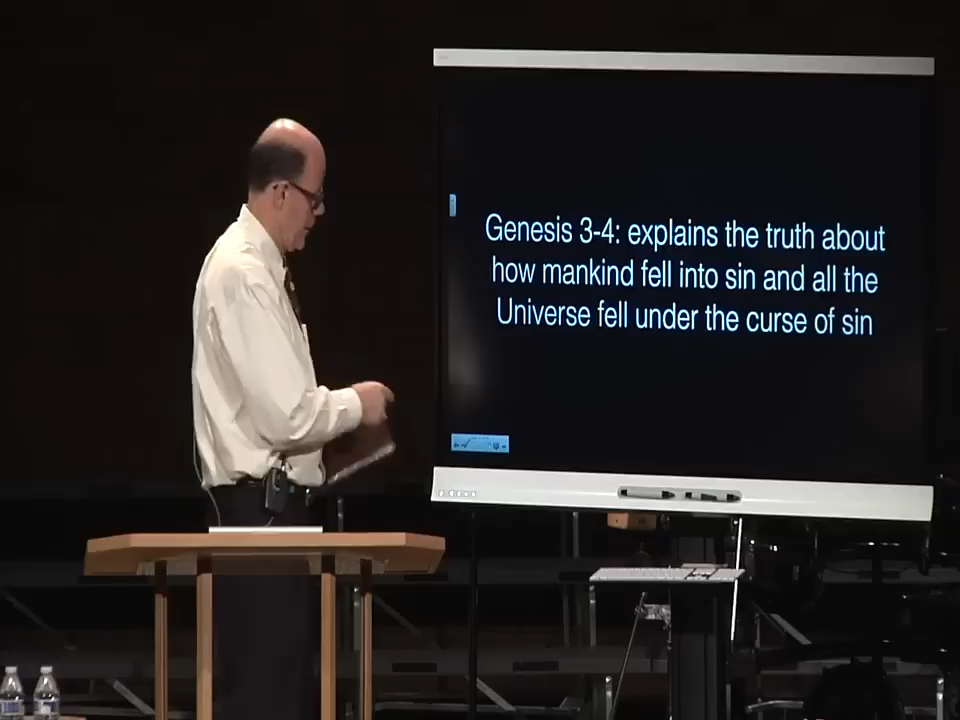 Genesis 3-4: explains the truth about
how mankind fell into sin and all the
Universe fell under the curse of sin